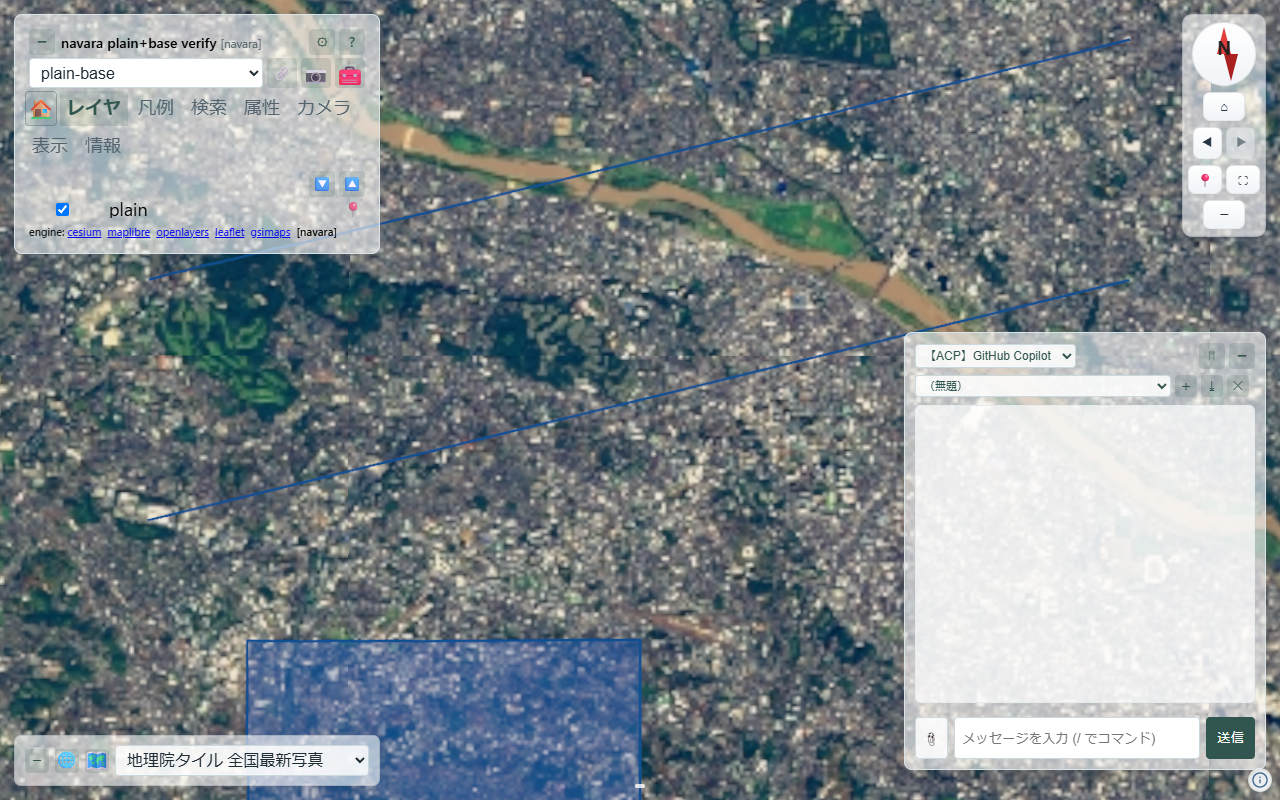 navara plain+base verify [navara]
?
plain-base
レイヤ 凡例 検索 属性 カメラ
表示 情報
plain
engine: cesium maplibre openlayers leaflet gsimaps [navara]
N
【ACP】GitHub Copilot
（無題）
メッセージを入力 (/ でコマンド)
送信
地理院タイル 全国最新写真